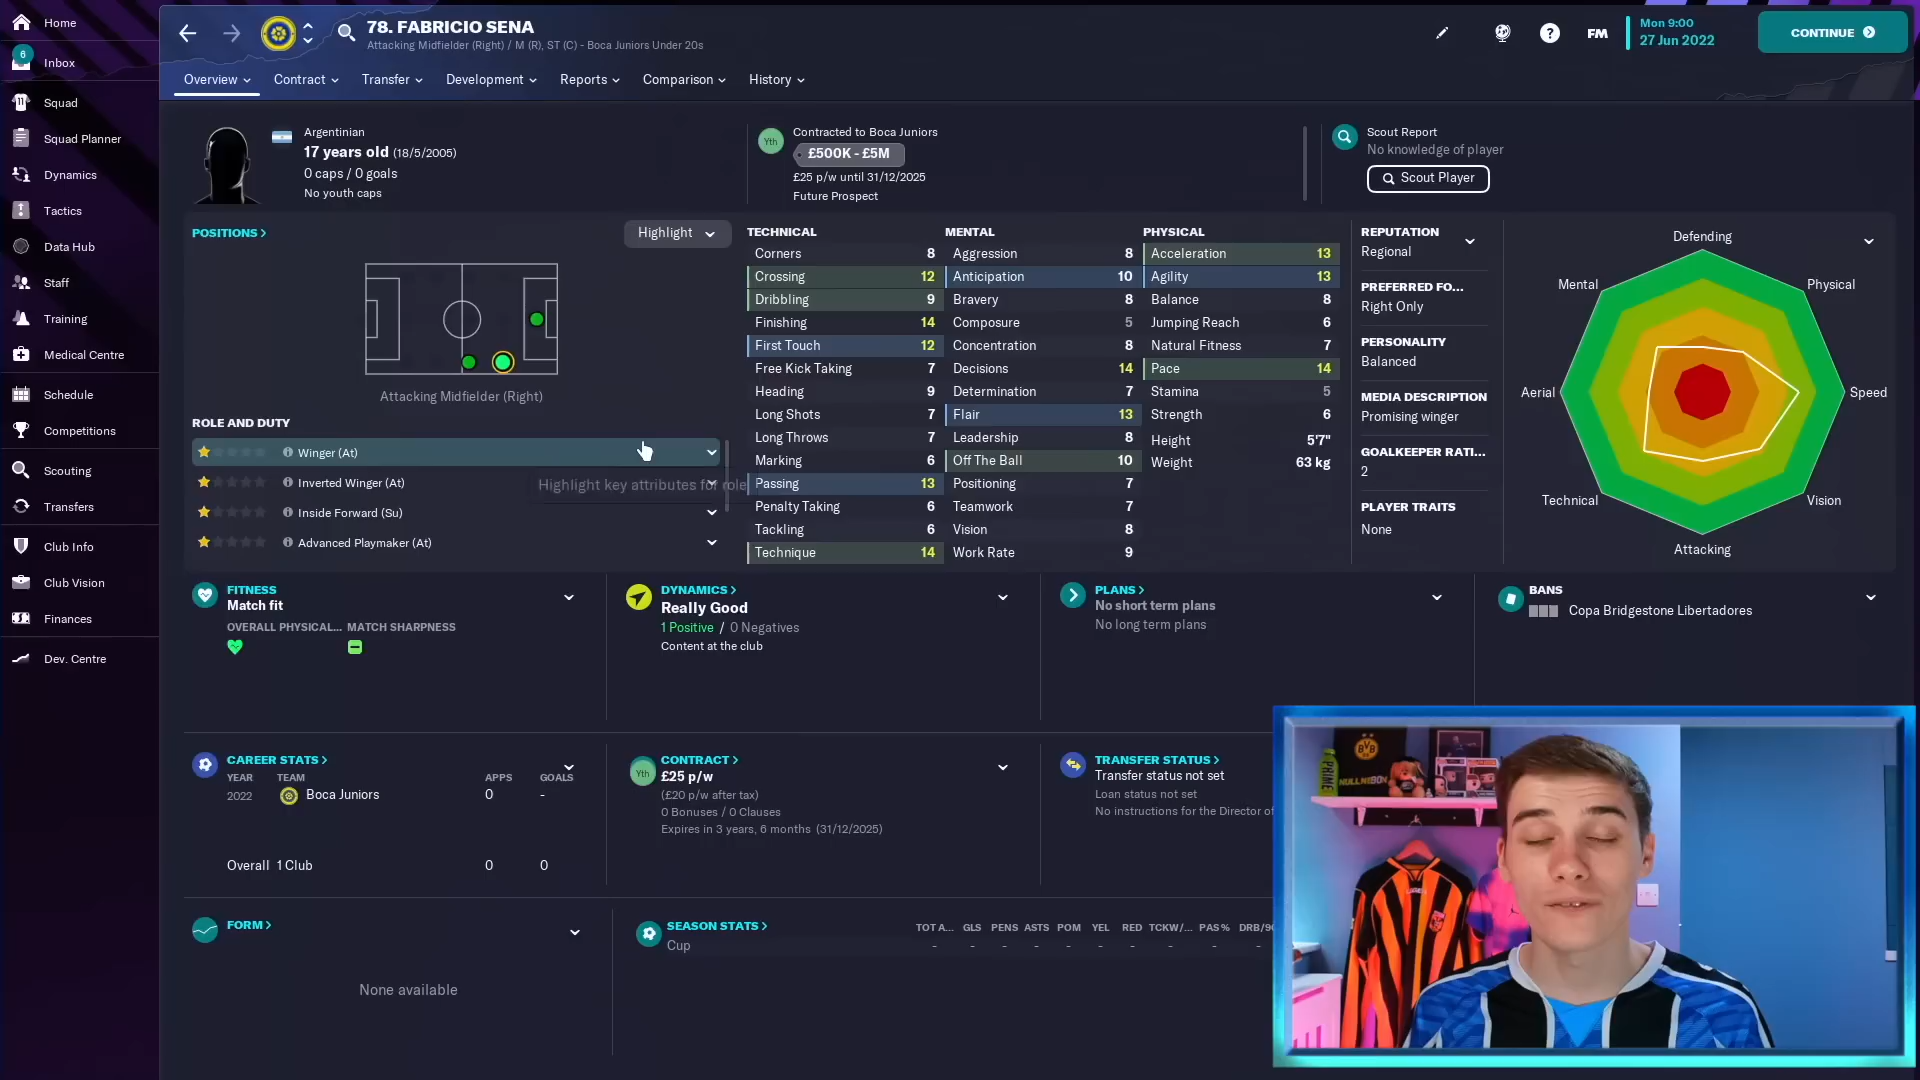 Home
6
Inbox
Squad
Squad Planner
Dynamics
Tactics
Data Hub
Staff
Training
Medical Centre
Schedule
Competitions
Scouting
Transfers
Club Info
Club Vision
Finances
Dev. Centre
78. FABRICIO SENA
Attacking Midfielder (Right) / M (R), ST (C) - Boca Juniors Under 20s
FM
Mon 9:00
27 Jun 2022
CONTINUE
Overview
Contract
Transfer
Development
Reports
Comparison
History
Argentinian
17 years old (18/5/2005)
0 caps / 0 goals
No youth caps
Yth
Contracted to Boca Juniors
£500K - £5M
£25 p/w until 31/12/2025
Future Prospect
Scout Report
No knowledge of player
Scout Player
POSITIONS
Highlight
Attacking Midfielder (Right)
ROLE AND DUTY
Winger (At)
Inverted Winger (At)
Highlight key attributes for role
Inside Forward (Su)
Advanced Playmaker (At)
TECHNICAL
Corners 8
Crossing 12
Dribbling 9
Finishing 14
First Touch 12
Free Kick Taking 7
Heading 9
Long Shots 7
Long Throws 7
Marking 6
Passing 13
Penalty Taking 6
Tackling 6
Technique 14
MENTAL
Aggression 8
Anticipation 10
Bravery 8
Composure 5
Concentration 8
Decisions 14
Determination 7
Flair 13
Leadership 8
Off The Ball 10
Positioning 7
Teamwork 7
Vision 8
Work Rate 9
PHYSICAL
Acceleration 13
Agility 13
Balance 8
Jumping Reach 6
Natural Fitness 7
Pace 14
Stamina 5
Strength 6
Height 5'7"
Weight 63 kg
REPUTATION
Regional
PREFERRED FO...
Right Only
PERSONALITY
Balanced
MEDIA DESCRIPTION
Promising winger
GOALKEEPER RATI...
2
PLAYER TRAITS
None
Defending
Mental
Physical
Aerial
Speed
Technical
Vision
Attacking
FITNESS
Match fit
OVERALL PHYSICAL... MATCH SHARPNESS
DYNAMICS
Really Good
1 Positive / 0 Negatives
Content at the club
PLANS
No short term plans
No long term plans
BANS
Copa Bridgestone Libertadores
CAREER STATS
YEAR TEAM APPS GOALS
2022 Boca Juniors 0 -
Overall 1 Club 0 0
Yth
CONTRACT
£25 p/w
(£20 p/w after tax)
0 Bonuses / 0 Clauses
Expires in 3 years, 6 months (31/12/2025)
TRANSFER STATUS
Transfer status not set
Loan status not set
No instructions for the Director of
FORM
None available
SEASON STATS
TOT A... GLS PENS ASTS POM YEL RED TCKW/... PAS % DRB/90
Cup - - - - - - - - - -
BVB
09
PRIME